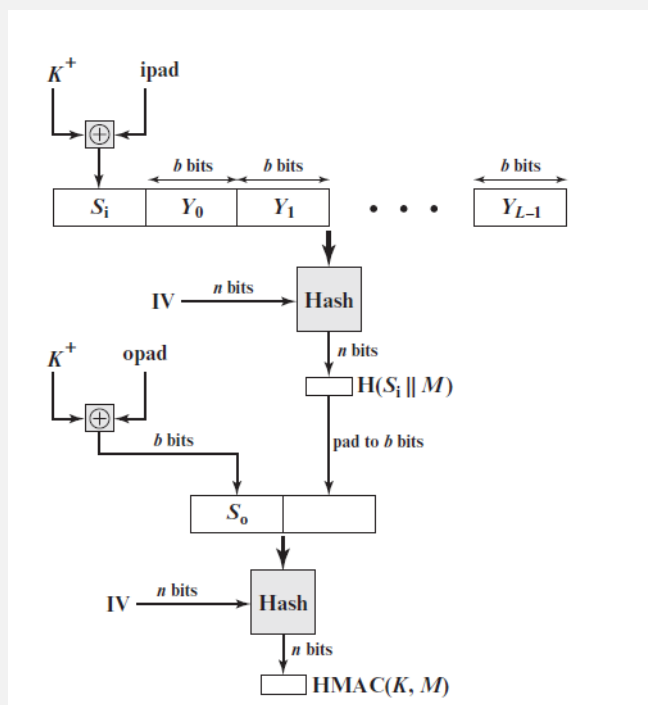 K⁺ ipad
⊕
b bits b bits b bits
Sᵢ Y₀ Y₁ • • • Y_{L–1}
n bits
IV Hash
n bits
K⁺ opad
H(Sᵢ || M)
⊕
b bits pad to b bits
Sₒ
n bits
IV Hash
n bits
HMAC(K, M)